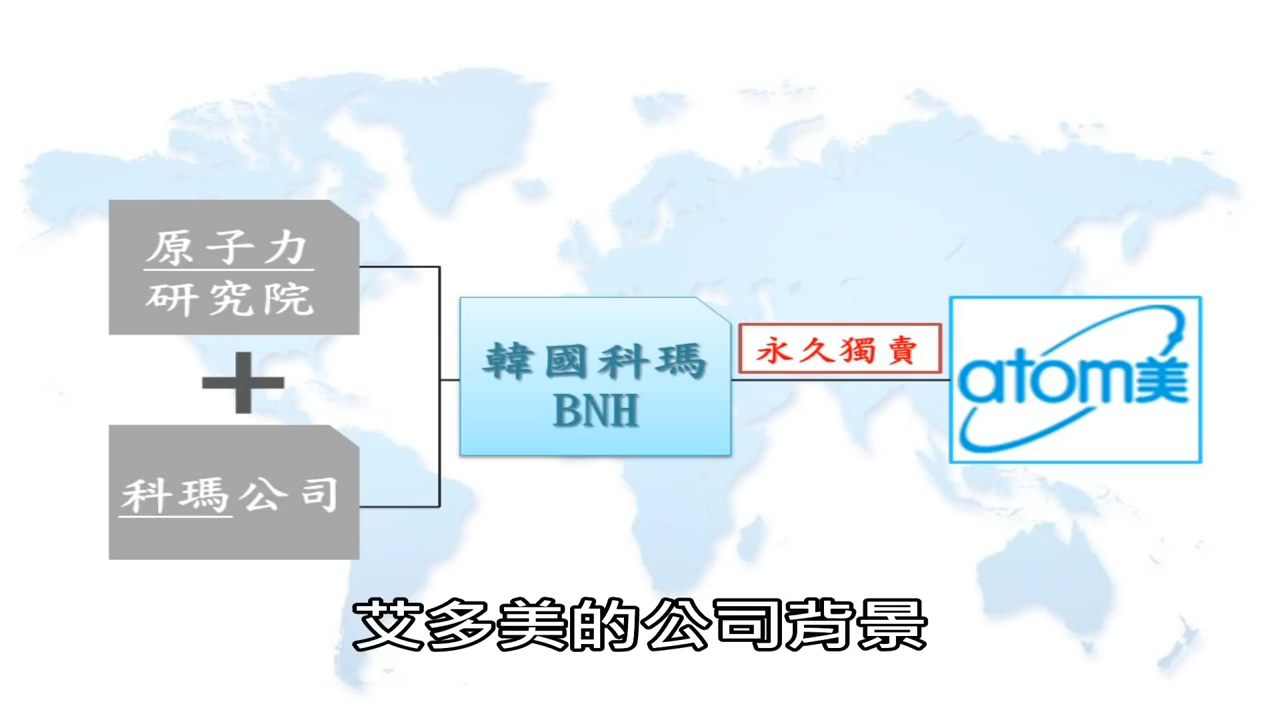 原子力
研究院
科瑪公司
韓國科瑪
BNH
永久獨賣
atom美
艾多美的公司背景